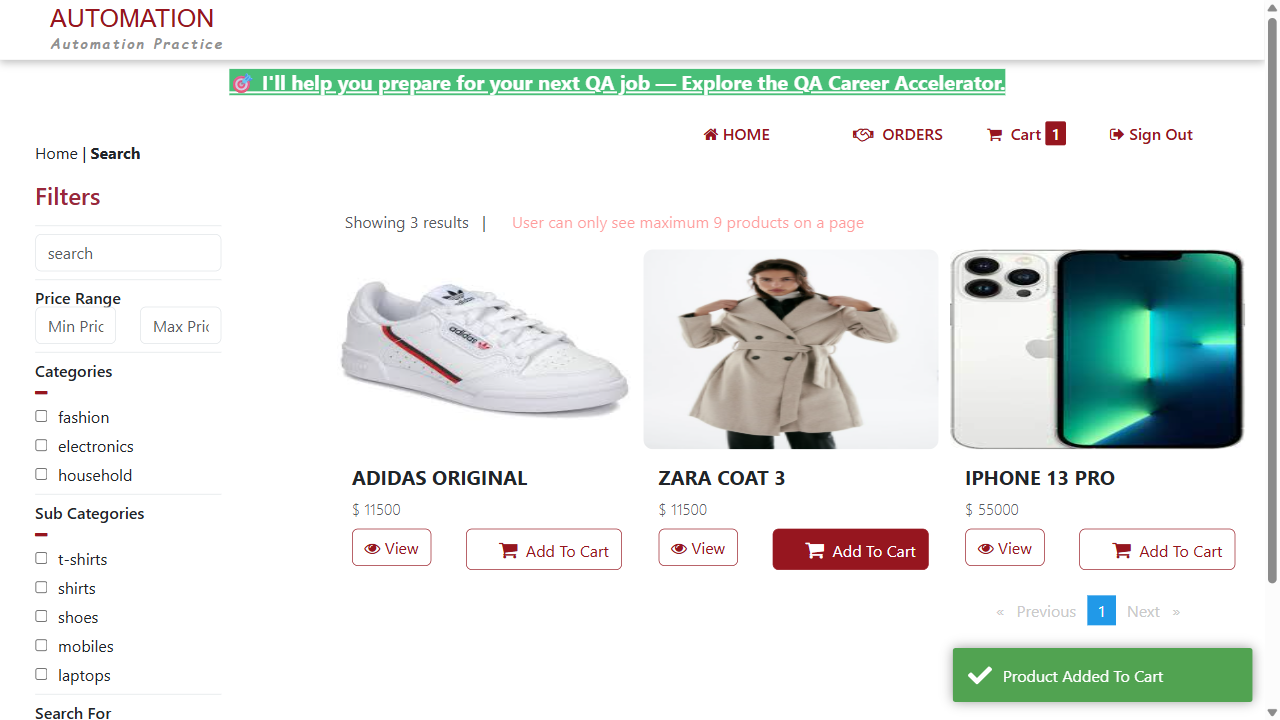 AUTOMATION
Automation Practice
🎯 I'll help you prepare for your next QA job — Explore the QA Career Accelerator.
HOME
ORDERS
Cart 1
Sign Out
Home | Search
Filters
search
Price Range
Min Pric
Max Pric
Categories
fashion
electronics
household
Sub Categories
t-shirts
shirts
shoes
mobiles
laptops
Search For
Showing 3 results |
User can only see maximum 9 products on a page
adidas
ADIDAS ORIGINAL
$ 11500
View
Add To Cart
ZARA COAT 3
$ 11500
View
Add To Cart
IPHONE 13 PRO
$ 55000
View
Add To Cart
« Previous 1 Next »
Product Added To Cart